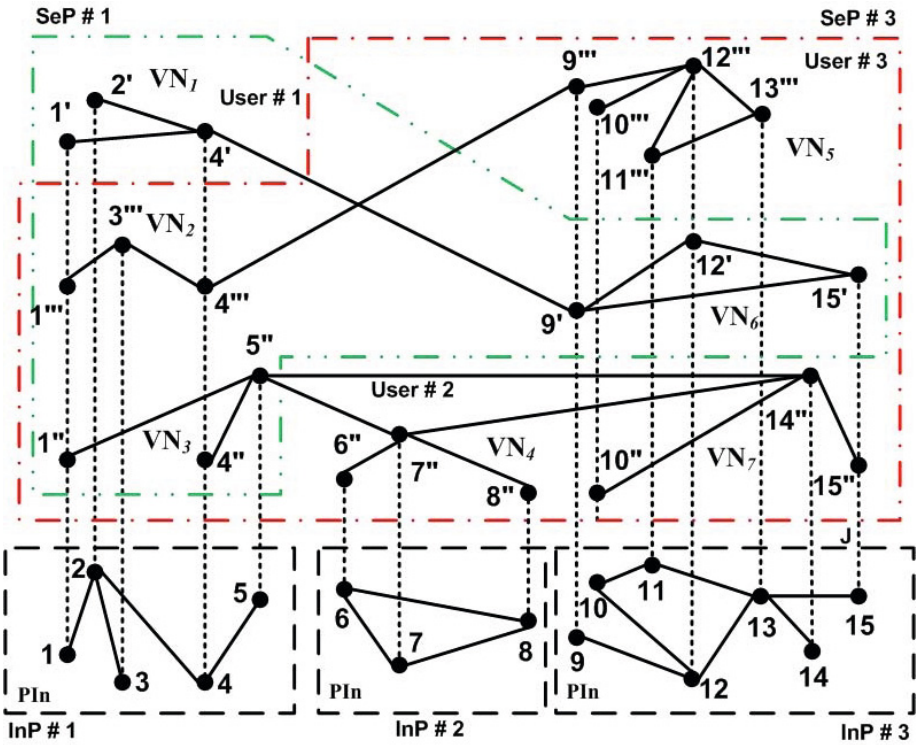 SeP # 1
SeP # 3
2'
VN1
9'''
12'''
User # 3
1'
User # 1
13'''
10'''
4'
VN5
11'''
3'''
VN2
12'
1'''
4'''
15'
9'
VN6
5''
User # 2
14''
1''
VN3
4''
6''
7''
VN4
10''
VN7
8''
15''
J
2
5
6
10
11
13
15
1
3
4
7
8
9
12
14
PIn
PIn
PIn
InP # 1
InP # 2
InP # 3